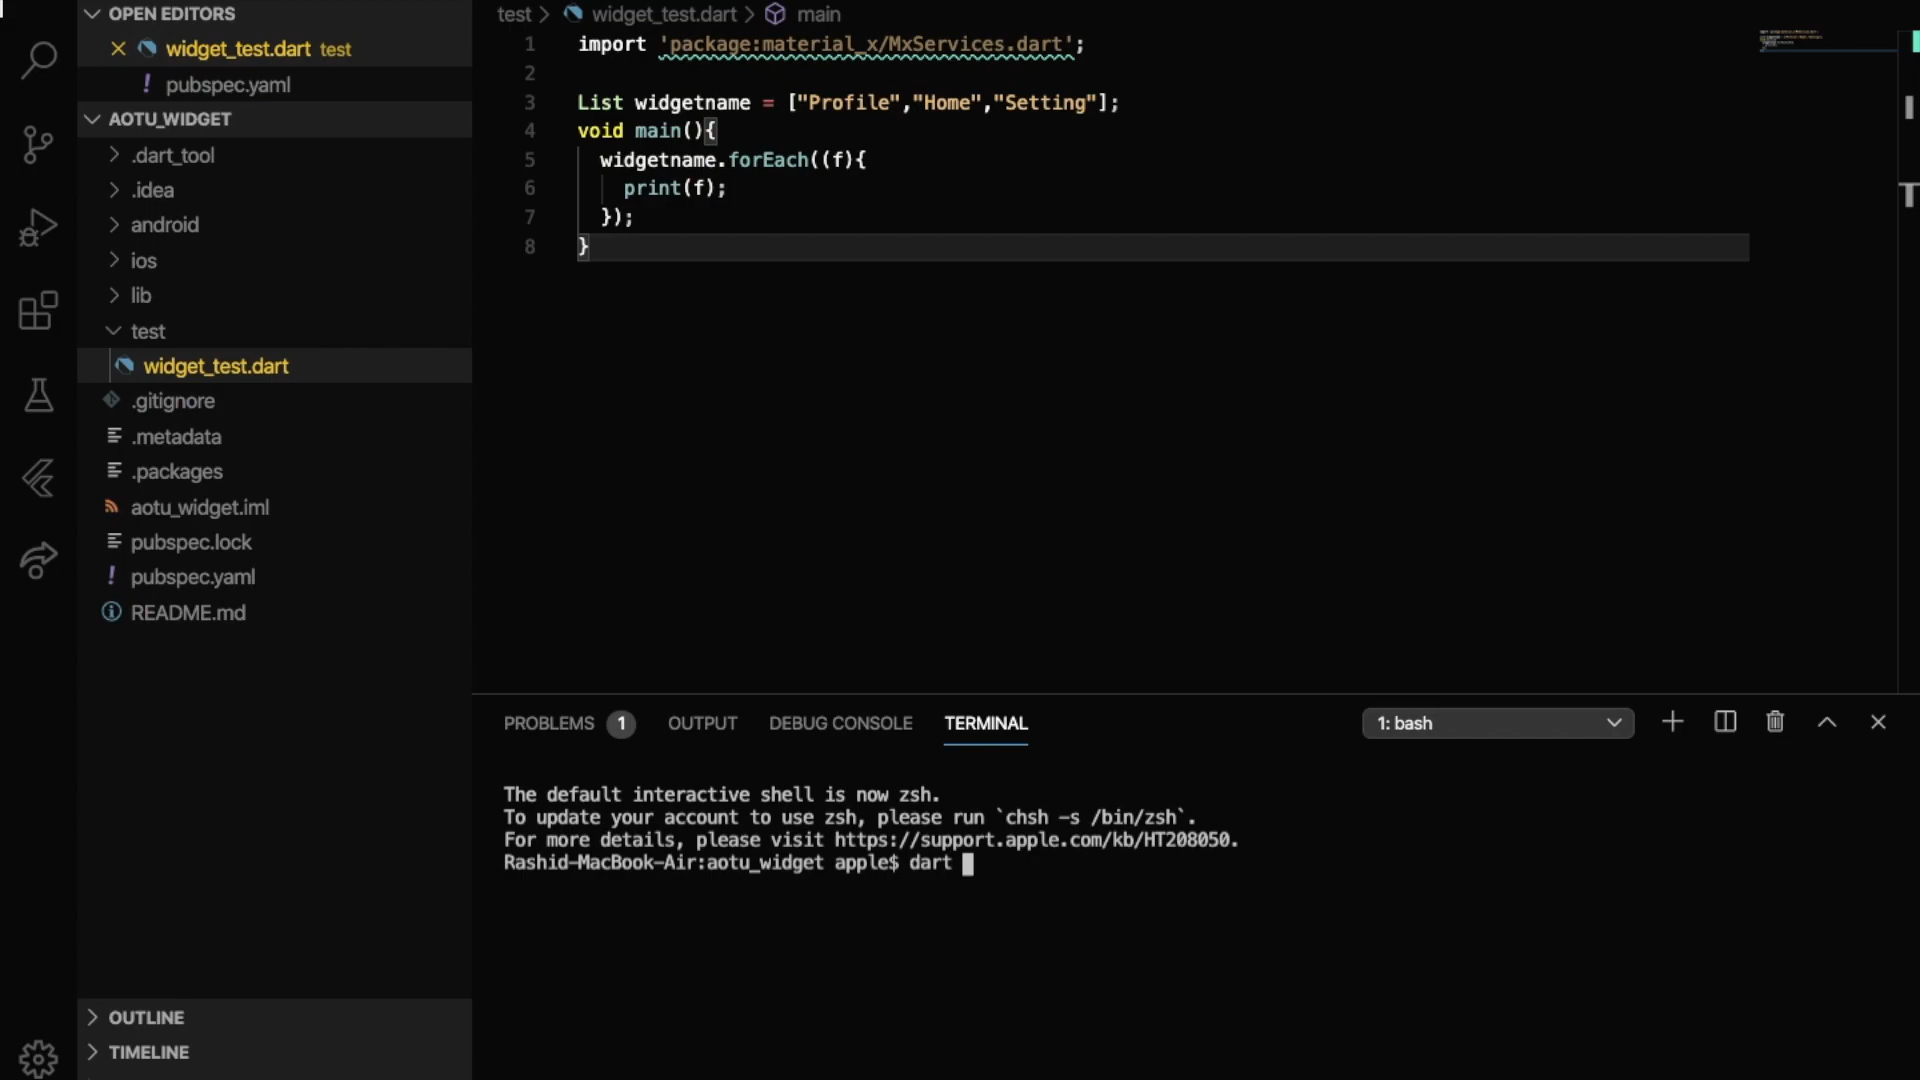 OPEN EDITORS
widget_test.dart test
! pubspec.yaml
AOTU_WIDGET
.dart_tool
.idea
android
ios
lib
test
widget_test.dart
.gitignore
.metadata
.packages
aotu_widget.iml
pubspec.lock
! pubspec.yaml
README.md
OUTLINE
TIMELINE
test > widget_test.dart > main
1 import 'package:material_x/MxServices.dart';
2
3 List widgetname = ["Profile","Home","Setting"];
4 void main(){
5 widgetname.forEach((f){
6 print(f);
7 });
8 }
PROBLEMS 1 OUTPUT DEBUG CONSOLE TERMINAL 1: bash
The default interactive shell is now zsh.
To update your account to use zsh, please run `chsh -s /bin/zsh`.
For more details, please visit https://support.apple.com/kb/HT208050.
Rashid-MacBook-Air:aotu_widget apple$ dart